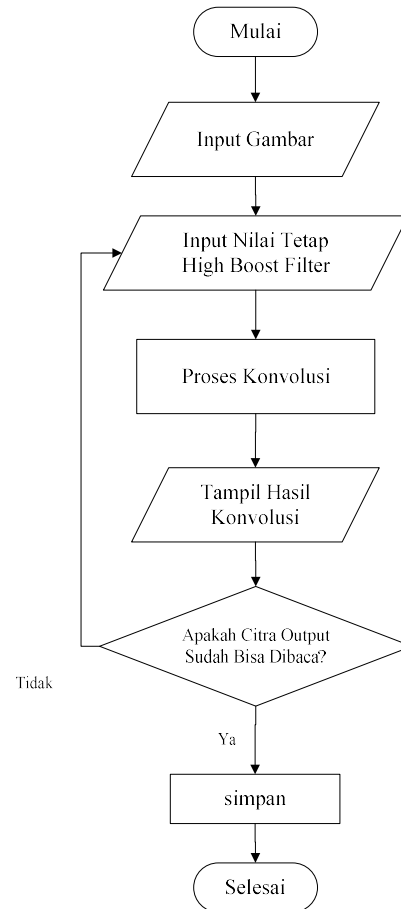 Mulai
Input Gambar
Input Nilai Tetap
High Boost Filter
Proses Konvolusi
Tampil Hasil
Konvolusi
Apakah Citra Output
Sudah Bisa Dibaca?
Tidak
Ya
simpan
Selesai